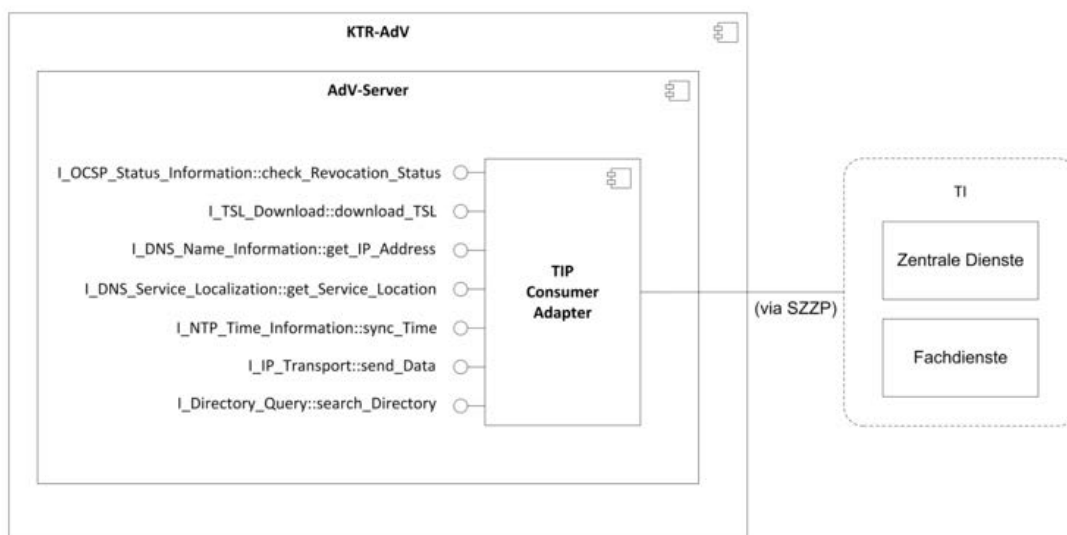 KTR-AdV
AdV-Server
I_OCSP_Status_Information::check_Revocation_Status
I_TSL_Download::download_TSL
I_DNS_Name_Information::get_IP_Address
I_DNS_Service_Localization::get_Service_Location
I_NTP_Time_Information::sync_Time
I_IP_Transport::send_Data
I_Directory_Query::search_Directory
TIP
Consumer
Adapter
(via SZZP)
TI
Zentrale Dienste
Fachdienste